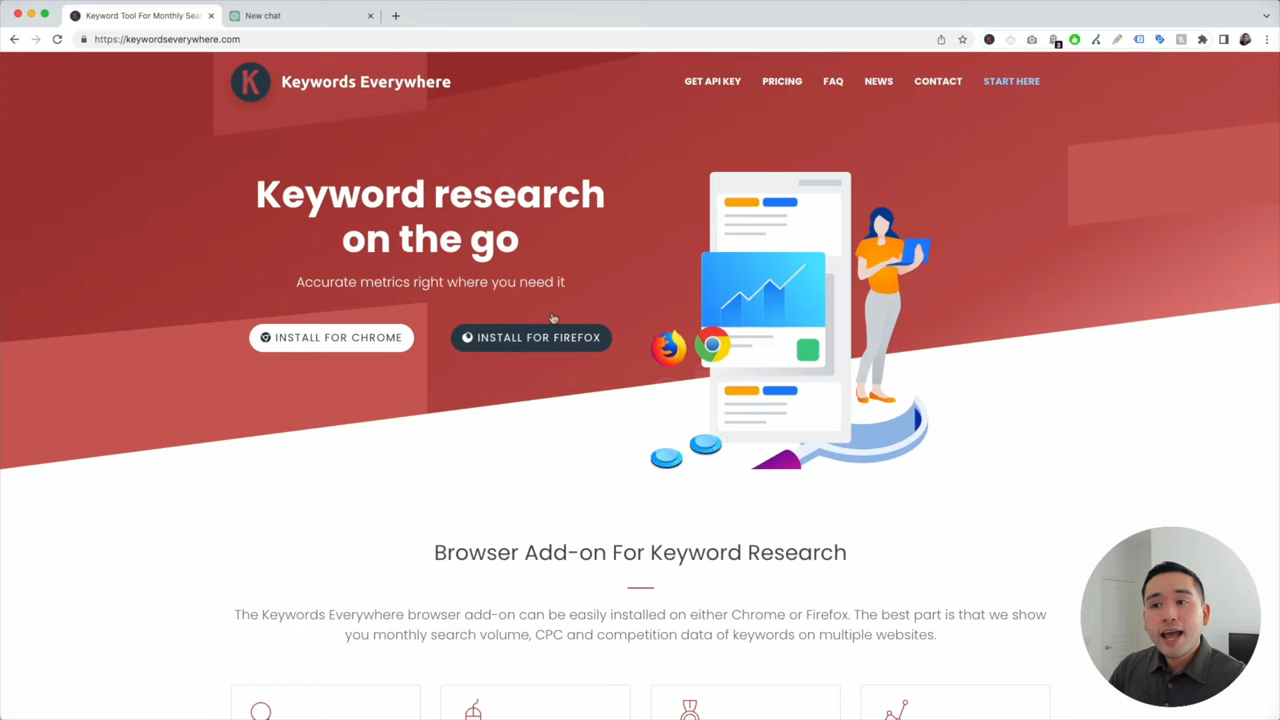 Keyword Tool For Monthly Sea
New chat
https://keywordseverywhere.com
K
Keywords Everywhere
GET API KEY
PRICING
FAQ
NEWS
CONTACT
START HERE
Keyword research
on the go
Accurate metrics right where you need it
INSTALL FOR CHROME
INSTALL FOR FIREFOX
Browser Add-on For Keyword Research
The Keywords Everywhere browser add-on can be easily installed on either Chrome or Firefox. The best part is that we show
you monthly search volume, CPC and competition data of keywords on multiple websites.